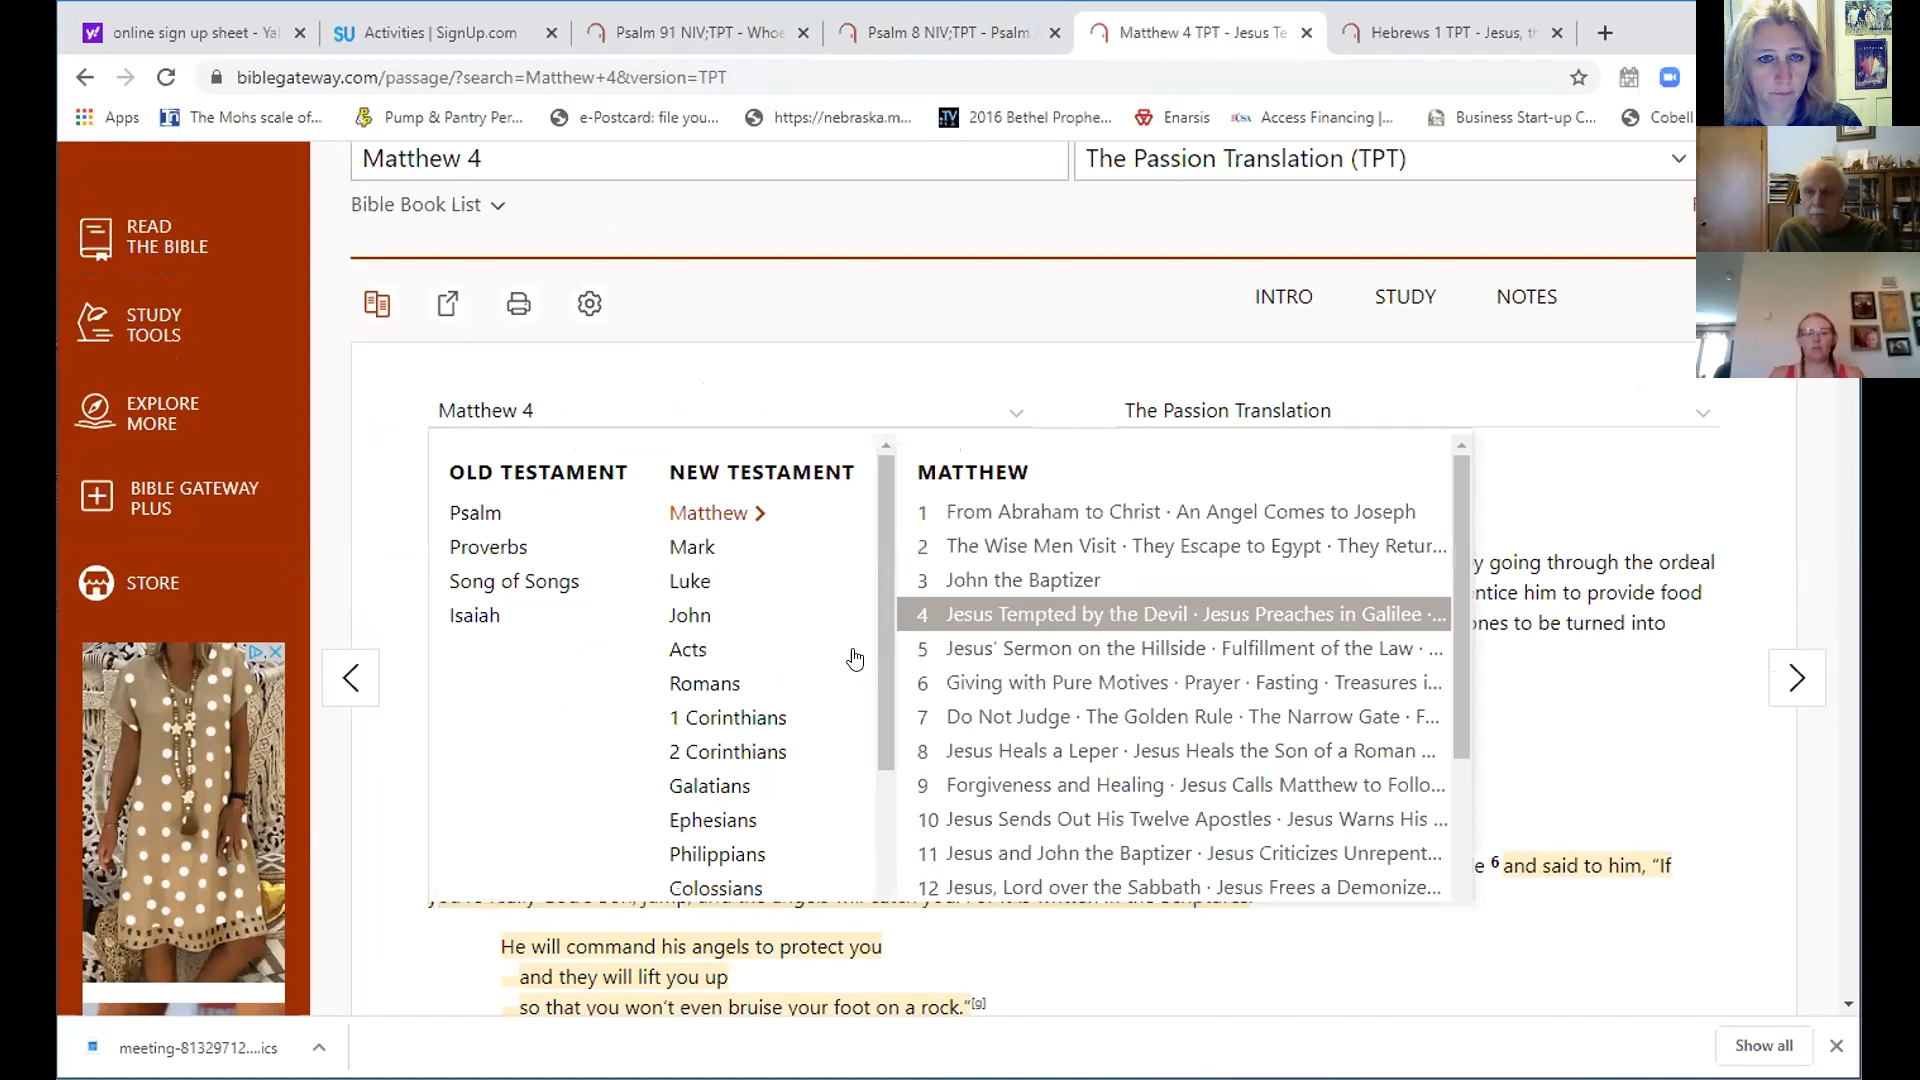 online sign up sheet - Ya
Activities | SignUp.com
Psalm 91 NIV;TPT - Whoe
Psalm 8 NIV;TPT - Psalm
Matthew 4 TPT - Jesus Te
Hebrews 1 TPT - Jesus, th
biblegateway.com/passage/?search=Matthew+4&version=TPT
Apps
The Mohs scale of...
Pump & Pantry Per...
e-Postcard: file you...
https://nebraska.m...
2016 Bethel Prophe...
Enarsis
Access Financing |...
Business Start-up C...
Cobell
Matthew 4
The Passion Translation (TPT)
Bible Book List
READ
THE BIBLE
STUDY
TOOLS
EXPLORE
MORE
BIBLE GATEWAY
PLUS
STORE
INTRO
STUDY
NOTES
Matthew 4
The Passion Translation
OLD TESTAMENT
Psalm
Proverbs
Song of Songs
Isaiah
NEW TESTAMENT
Matthew
Mark
Luke
John
Acts
Romans
1 Corinthians
2 Corinthians
Galatians
Ephesians
Philippians
Colossians
MATTHEW
1 From Abraham to Christ · An Angel Comes to Joseph
2 The Wise Men Visit · They Escape to Egypt · They Retur...
3 John the Baptizer
4 Jesus Tempted by the Devil · Jesus Preaches in Galilee ·...
5 Jesus’ Sermon on the Hillside · Fulfillment of the Law · ...
6 Giving with Pure Motives · Prayer · Fasting · Treasures i...
7 Do Not Judge · The Golden Rule · The Narrow Gate · F...
8 Jesus Heals a Leper · Jesus Heals the Son of a Roman ...
9 Forgiveness and Healing · Jesus Calls Matthew to Follo...
10 Jesus Sends Out His Twelve Apostles · Jesus Warns His ...
11 Jesus and John the Baptizer · Jesus Criticizes Unrepent...
12 Jesus, Lord over the Sabbath · Jesus Frees a Demonize...
y going through the ordeal
ntice him to provide food
ones to be turned into
e 6 and said to him, “If
He will command his angels to protect you
and they will lift you up
so that you won’t even bruise your foot on a rock.”[g]
meeting-81329712....ics
Show all